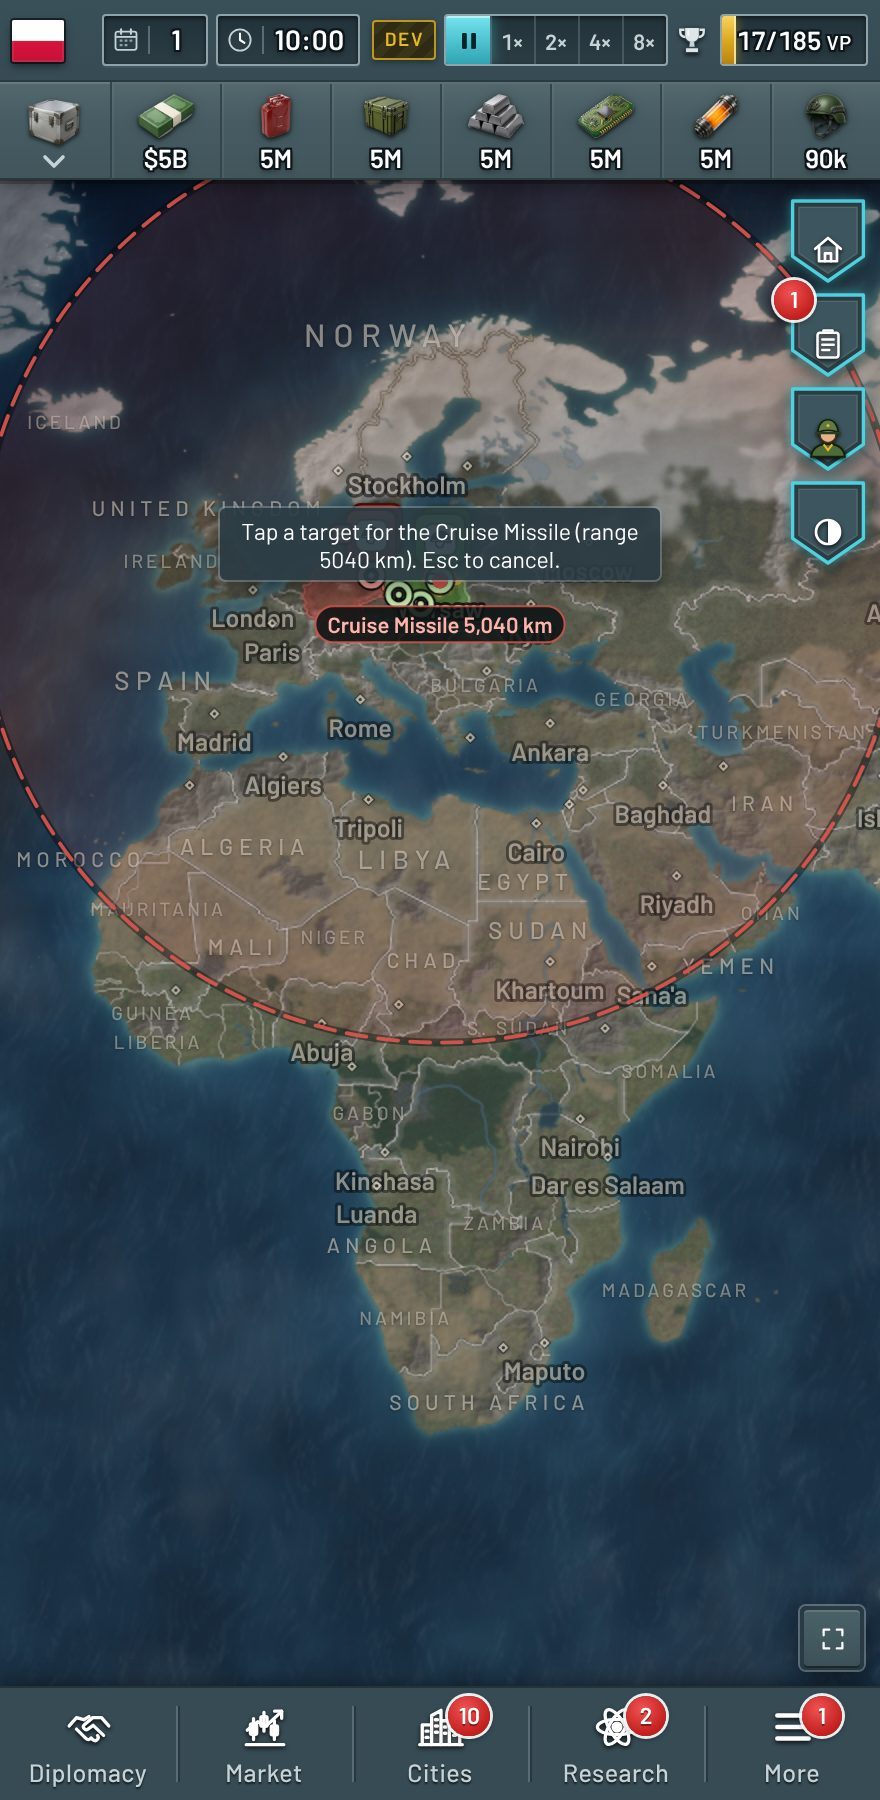 1
10:00
DEV
1×
2×
4×
8×
17/185 VP
$5B
5M
5M
5M
5M
5M
90k
1
NORWAY
ICELAND
Stockholm
UNITED KINGDOM
Tap a target for the Cruise Missile (range
5040 km). Esc to cancel.
IRELAND
Moscow
London
Cruise Missile 5,040 km
Paris
SPAIN
BULGARIA
GEORGIA
Madrid
Rome
Ankara
TURKMENISTAN
Algiers
Tripoli
Baghdad
IRAN
MOROCCO
ALGERIA
LIBYA
Cairo
EGYPT
MAURITANIA
Riyadh
OMAN
MALI
NIGER
CHAD
SUDAN
YEMEN
Khartoum
Sana'a
GUINEA
S. SUDAN
LIBERIA
Abuja
SOMALIA
GABON
Nairobi
Kinshasa
Dar es Salaam
Luanda
ZAMBIA
ANGOLA
MADAGASCAR
NAMIBIA
Maputo
SOUTH AFRICA
10
2
1
Diplomacy
Market
Cities
Research
More